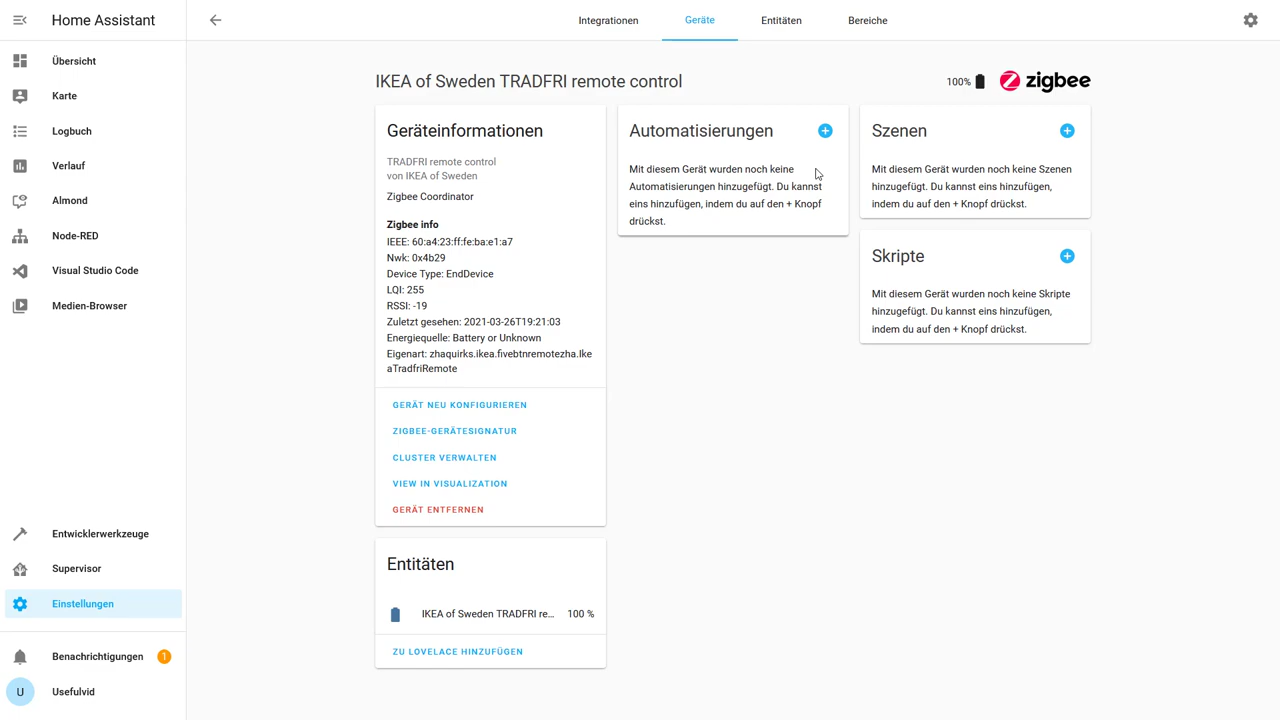 Home Assistant
Integrationen
Geräte
Entitäten
Bereiche
Übersicht
Karte
Logbuch
Verlauf
Almond
Node-RED
Visual Studio Code
Medien-Browser
Entwicklerwerkzeuge
Supervisor
Einstellungen
Benachrichtigungen 1
U Usefulvid
IKEA of Sweden TRADFRI remote control
100%
zigbee
Geräteinformationen
TRADFRI remote control
von IKEA of Sweden
Zigbee Coordinator
Zigbee info
IEEE: 60:a4:23:ff:fe:ba:e1:a7
Nwk: 0x4b29
Device Type: EndDevice
LQI: 255
RSSI: -19
Zuletzt gesehen: 2021-03-26T19:21:03
Energiequelle: Battery or Unknown
Eigenart: zhaquirks.ikea.fivebtnremotezha.Ike
aTradfriRemote
GERÄT NEU KONFIGURIEREN
ZIGBEE-GERÄTESIGNATUR
CLUSTER VERWALTEN
VIEW IN VISUALIZATION
GERÄT ENTFERNEN
Entitäten
IKEA of Sweden TRADFRI re... 100 %
ZU LOVELACE HINZUFÜGEN
Automatisierungen
Mit diesem Gerät wurden noch keine
Automatisierungen hinzugefügt. Du kannst
eins hinzufügen, indem du auf den + Knopf
drückst.
Szenen
Mit diesem Gerät wurden noch keine Szenen
hinzugefügt. Du kannst eins hinzufügen,
indem du auf den + Knopf drückst.
Skripte
Mit diesem Gerät wurden noch keine Skripte
hinzugefügt. Du kannst eins hinzufügen,
indem du auf den + Knopf drückst.